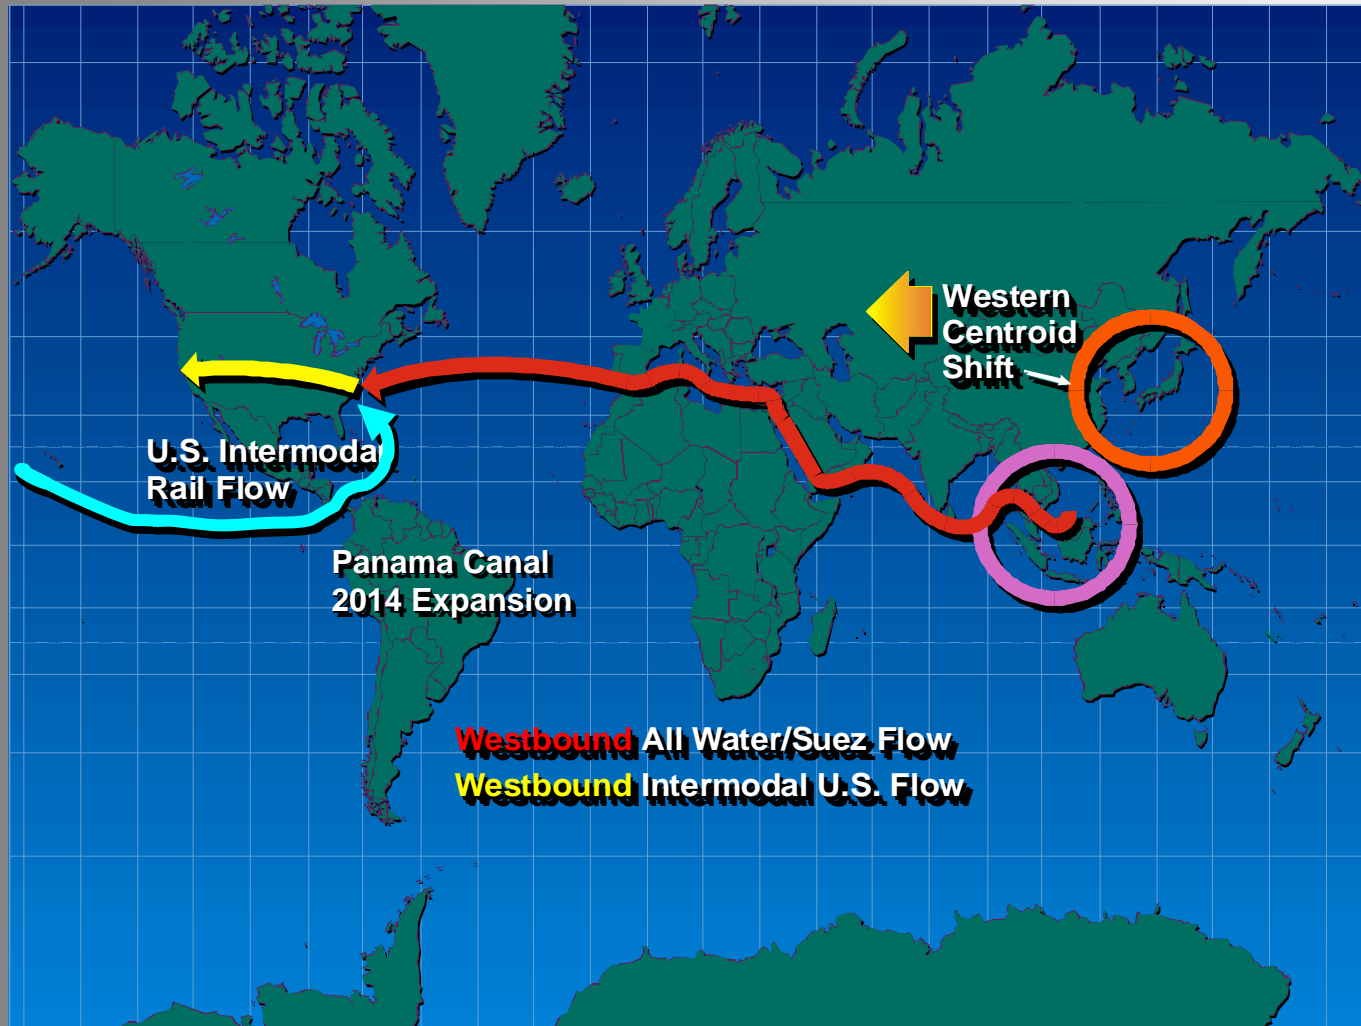 Western
Centroid
Shift
U.S. Intermodal
Rail Flow
Panama Canal
2014 Expansion
Westbound All Water/Suez Flow
Westbound Intermodal U.S. Flow